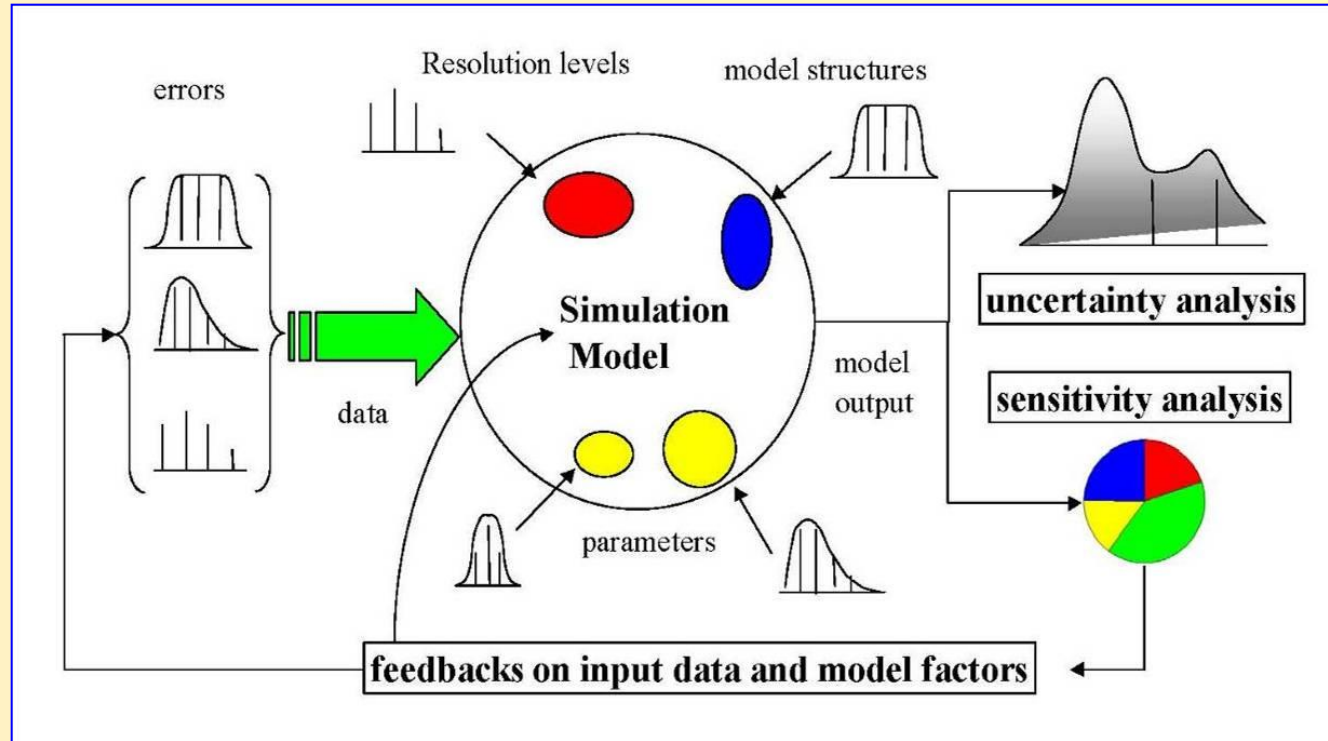 errors
Resolution levels
model structures
uncertainty analysis
Simulation
Model
model
output
sensitivity analysis
data
parameters
feedbacks on input data and model factors